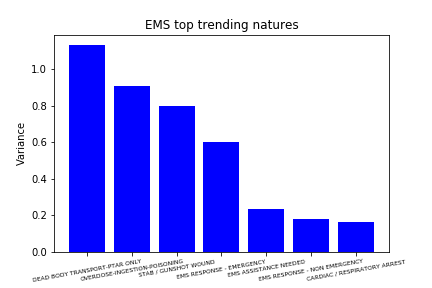 EMS top trending natures
Variance
1.0
0.8
0.6
0.4
0.2
0.0
DEAD BODY TRANSPORT-PTAR ONLY
OVERDOSE-INGESTION-POISONING
STAB / GUNSHOT WOUND
EMS RESPONSE - EMERGENCY
EMS ASSISTANCE NEEDED
EMS RESPONSE - NON EMERGENCY
CARDIAC / RESPIRATORY ARREST